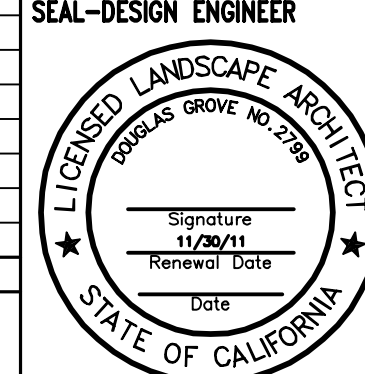 SEAL-DESIGN ENGINEER
LICENSED LANDSCAPE ARCHITECT
DOUGLAS GROVE NO. 2799
Signature
11/30/11
Renewal Date
Date
STATE OF CALIFORNIA